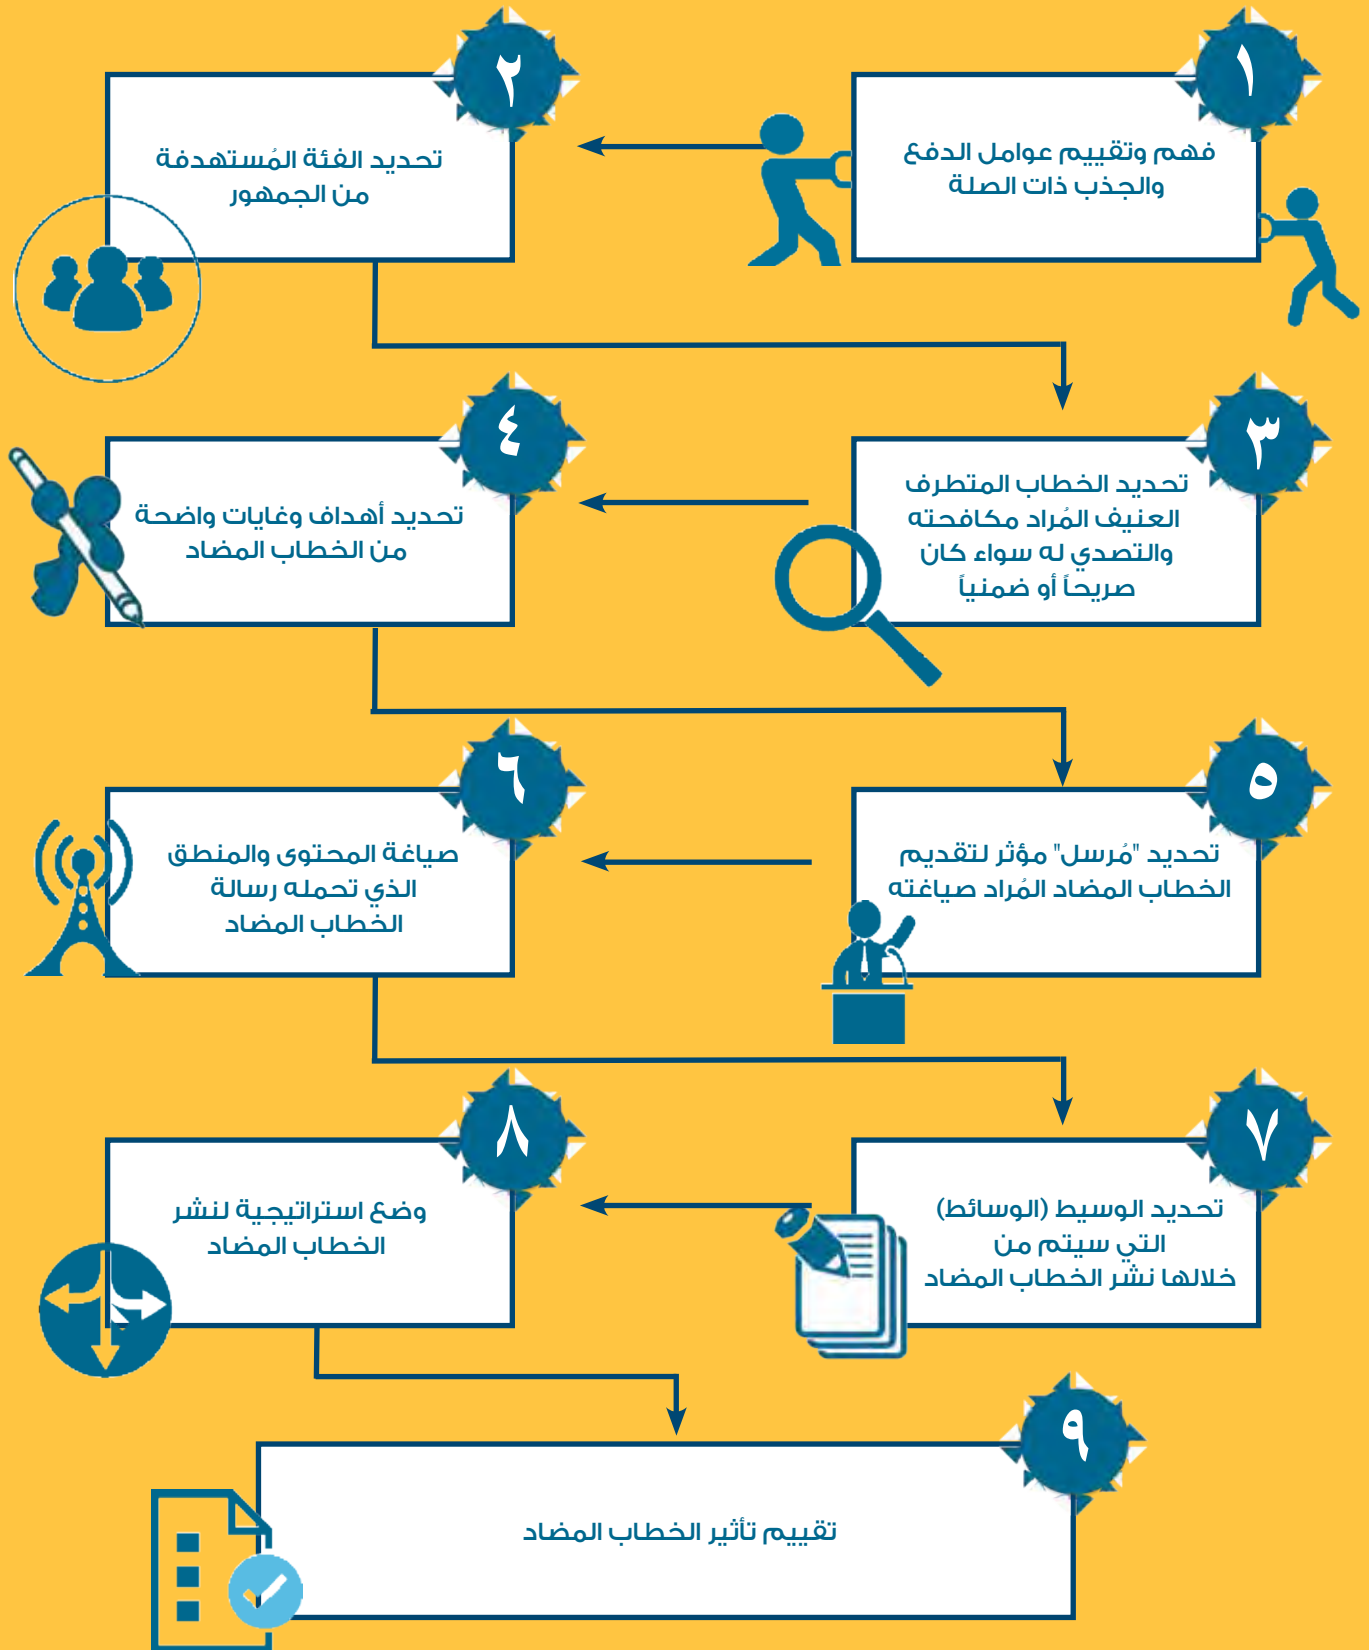 ١
فهم وتقييم عوامل الدفع
والجذب ذات الصلة
٢
تحديد الفئة المُستهدفة
من الجمهور
٣
تحديد الخطاب المتطرف
العنيف المُراد مكافحته
والتصدي له سواء كان
صريحاً أو ضمنياً
٤
تحديد أهداف وغايات واضحة
من الخطاب المضاد
٥
تحديد "مُرسل" مؤثر لتقديم
الخطاب المضاد المُراد صياغته
٦
صياغة المحتوى والمنطق
الذي تحمله رسالة
الخطاب المضاد
٧
تحديد الوسيط (الوسائط)
التي سيتم من
خلالها نشر الخطاب المضاد
٨
وضع استراتيجية لنشر
الخطاب المضاد
٩
تقييم تأثير الخطاب المضاد